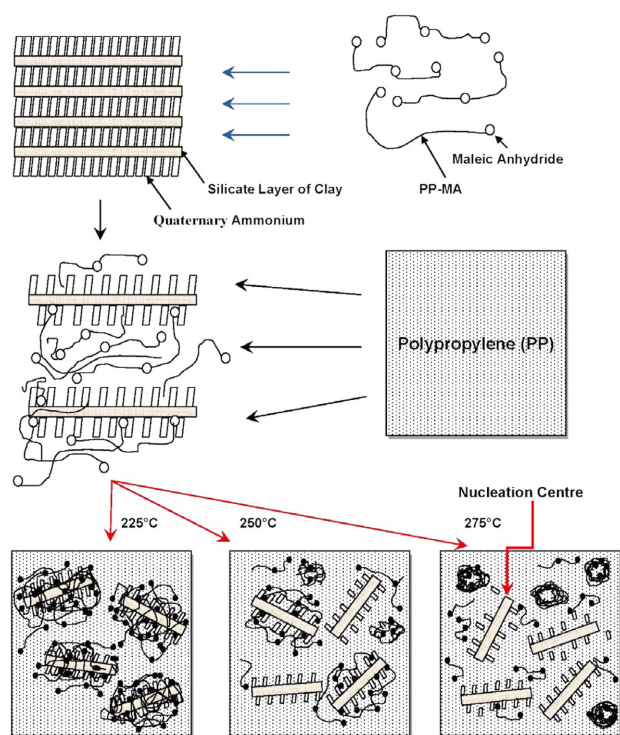 Maleic Anhydride
PP-MA
Silicate Layer of Clay
Quaternary Ammonium
Polypropylene (PP)
Nucleation Centre
225°C
250°C
275°C